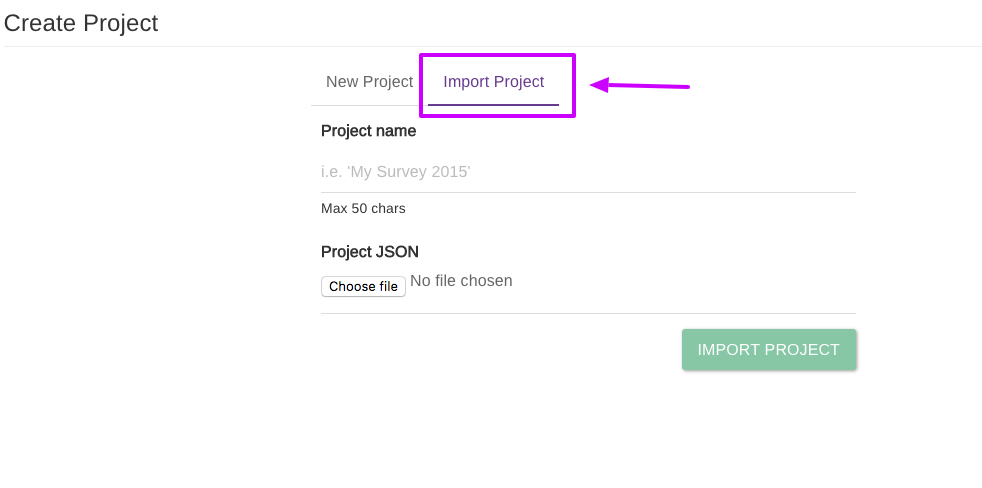 Create Project
New Project Import Project
Project name
i.e. 'My Survey 2015'
Max 50 chars
Project JSON
Choose file No file chosen
IMPORT PROJECT